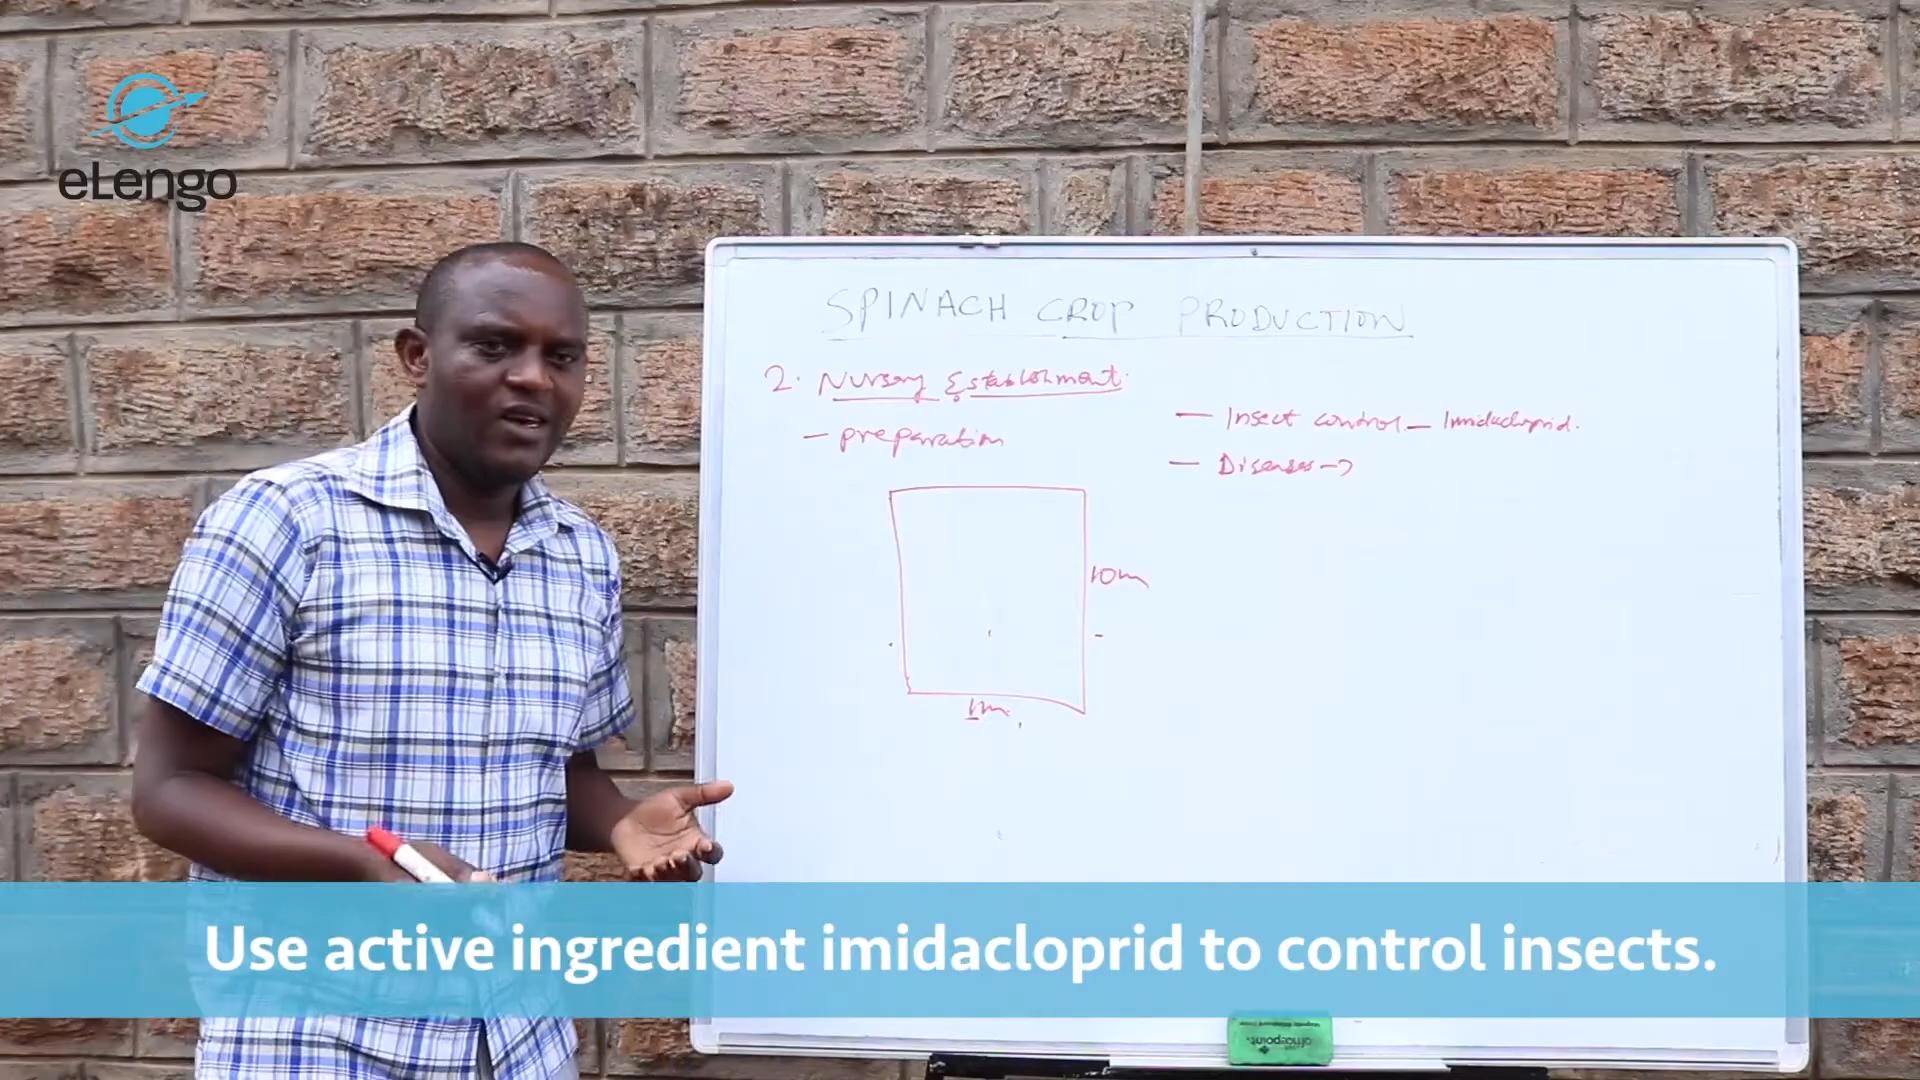 eLengo
SPINACH CROP PRODUCTION
2. Nursery Establishment.
- preparation
- Insect control - Imidacloprid.
- Diseases ->
10m
1m.
Use active ingredient imidacloprid to control insects.
officepoint.